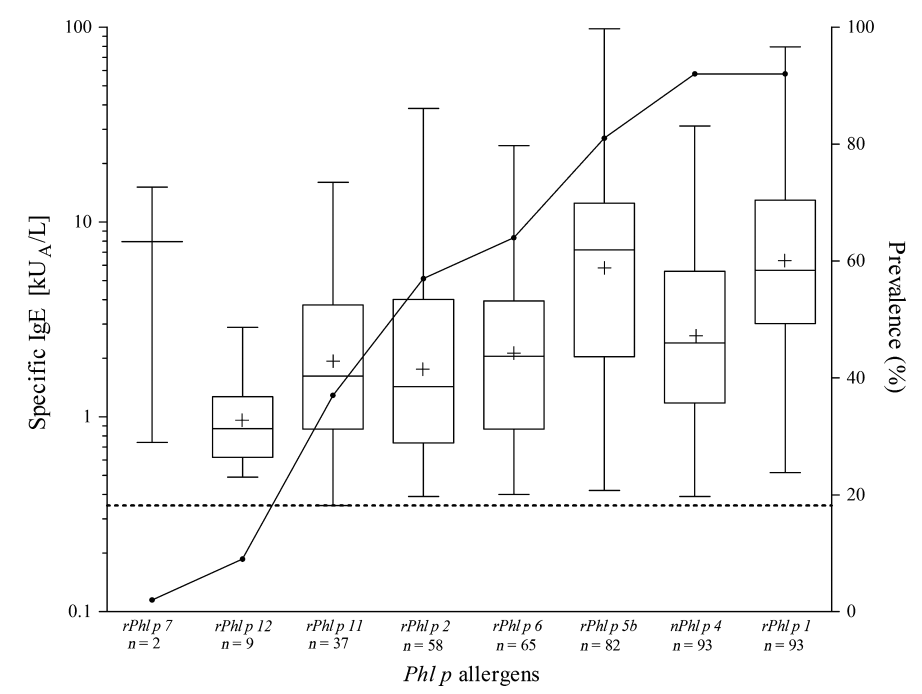 100
10
1
0.1
Specific IgE [kU_A/L]
100
80
60
40
20
0
Prevalence (%)
rPhl p 7
n = 2
rPhl p 12
n = 9
rPhl p 11
n = 37
rPhl p 2
n = 58
rPhl p 6
n = 65
rPhl p 5b
n = 82
nPhl p 4
n = 93
rPhl p 1
n = 93
Phl p allergens